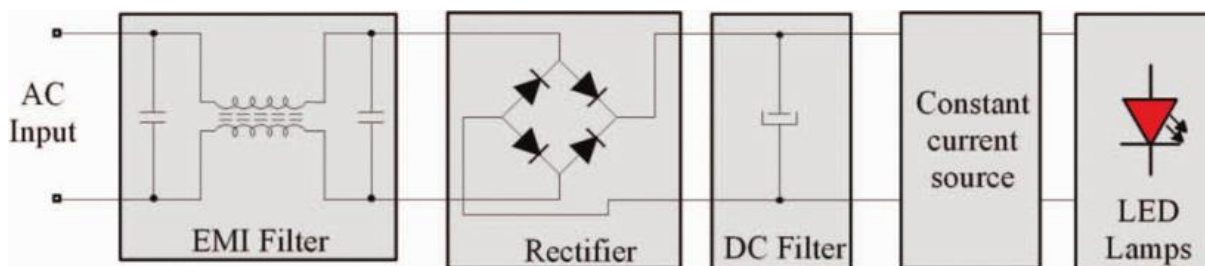 AC
Input
EMI Filter
Rectifier
DC Filter
Constant
current
source
LED
Lamps